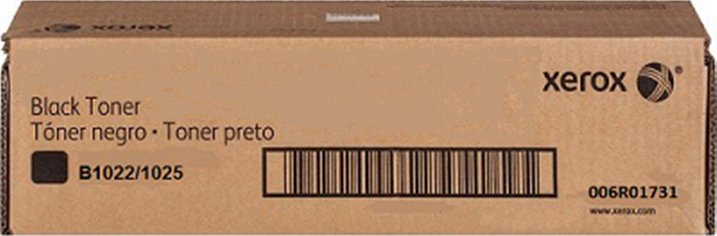 xerox
Black Toner
Tóner negro • Toner preto
B1022/1025
006R01731
www.xerox.com